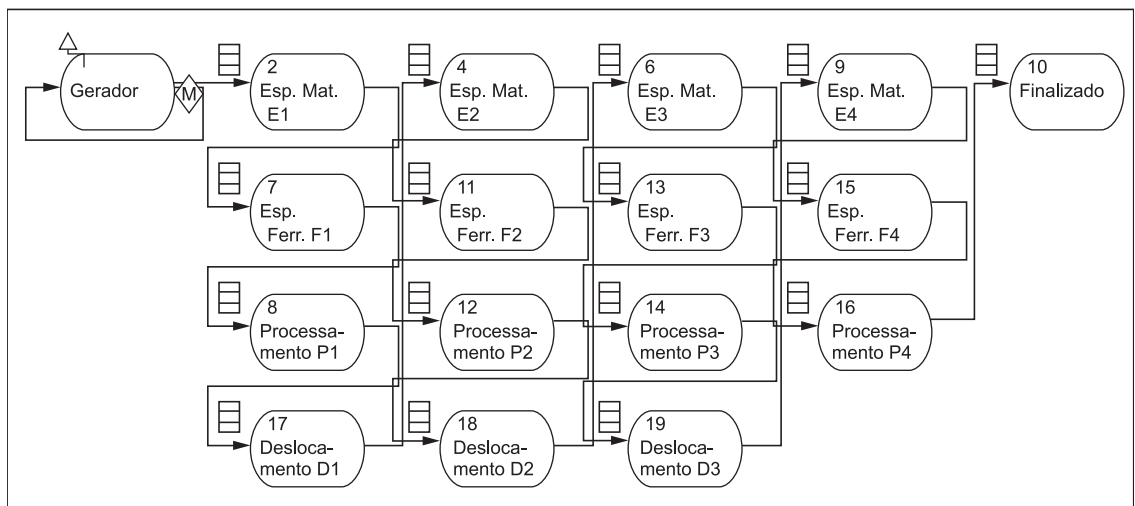 Gerador
M
2
Esp. Mat.
E1
4
Esp. Mat.
E2
6
Esp. Mat.
E3
9
Esp. Mat.
E4
10
Finalizado
7
Esp.
Ferr. F1
11
Esp.
Ferr. F2
13
Esp.
Ferr. F3
15
Esp.
Ferr. F4
8
Processa-
mento P1
12
Processa-
mento P2
14
Processa-
mento P3
16
Processa-
mento P4
17
Desloca-
mento D1
18
Desloca-
mento D2
19
Desloca-
mento D3